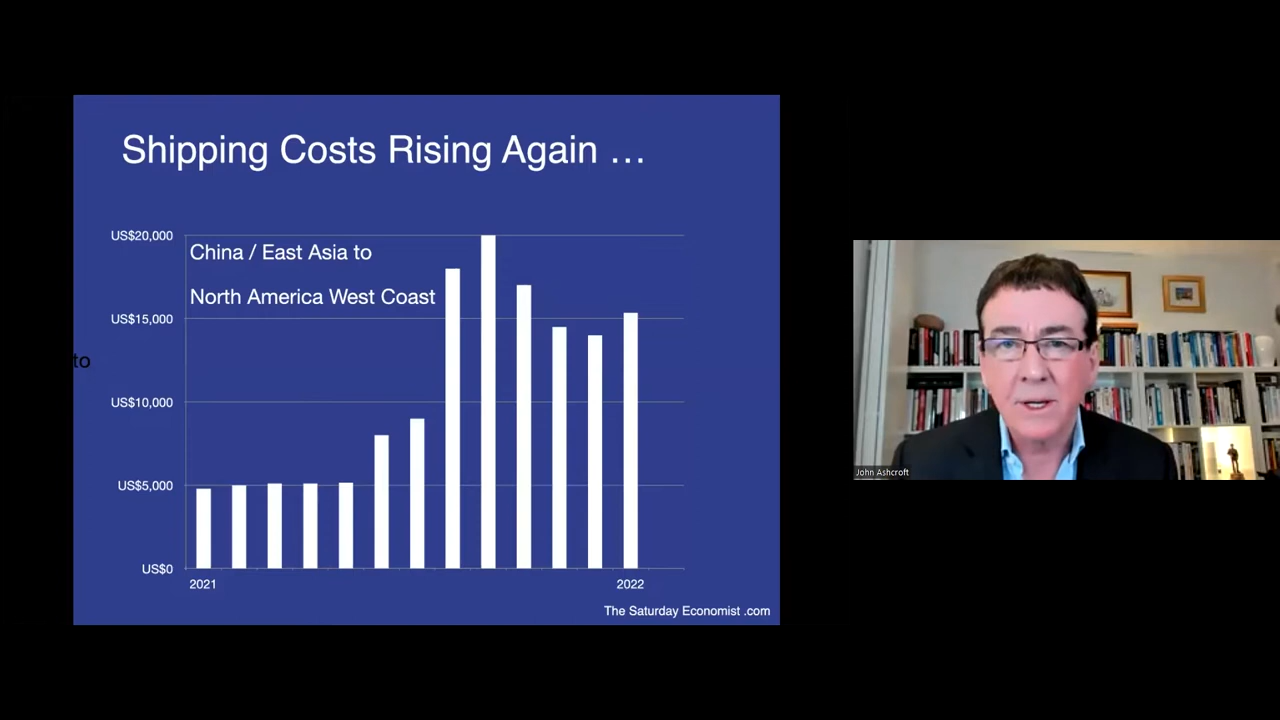 Shipping Costs Rising Again ...
US$20,000
China / East Asia to
North America West Coast
US$15,000
to
US$10,000
US$5,000
US$0
2021
2022
The Saturday Economist .com
John Ashcroft